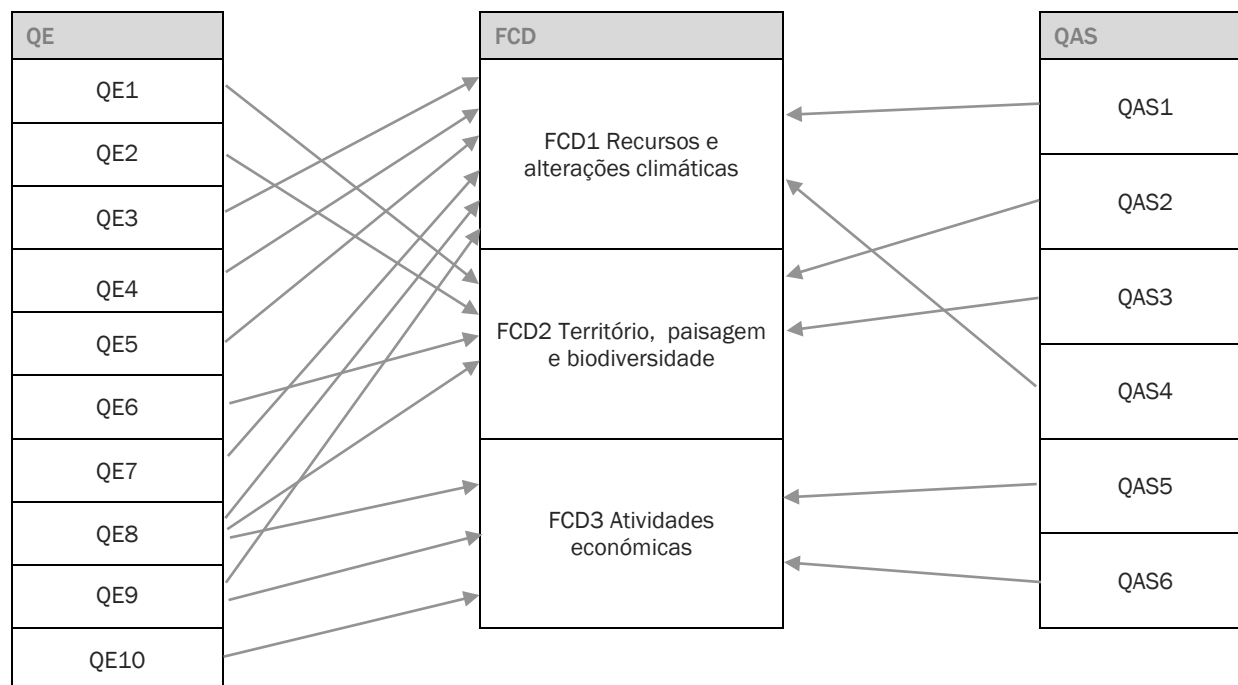 QE
QE1
QE2
QE3
QE4
QE5
QE6
QE7
QE8
QE9
QE10
FCD
FCD1 Recursos e
alterações climáticas
FCD2 Território, paisagem
e biodiversidade
FCD3 Atividades
económicas
QAS
QAS1
QAS2
QAS3
QAS4
QAS5
QAS6